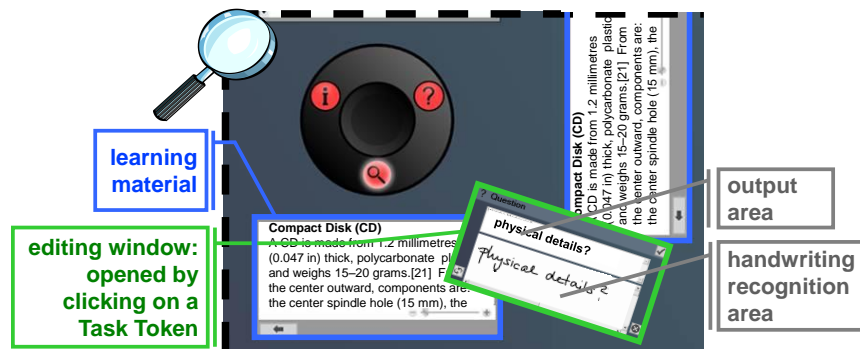 learning
material
editing window:
opened by
clicking on a
Task Token
i
?
Compact Disk (CD)
A CD is made from 1.2 millimetres
(0.047 in) thick, polycarbonate pl
and weighs 15–20 grams.[21] F
the center outward, components are:
the center spindle hole (15 mm), the
? Question
physical details?
physical details?
Compact Disk (CD)
A CD is made from 1.2 millimetres
(0.047 in) thick, polycarbonate plastic
and weighs 15–20 grams.[21] From
the center outward, components are:
the center spindle hole (15 mm), the
output
area
handwriting
recognition
area